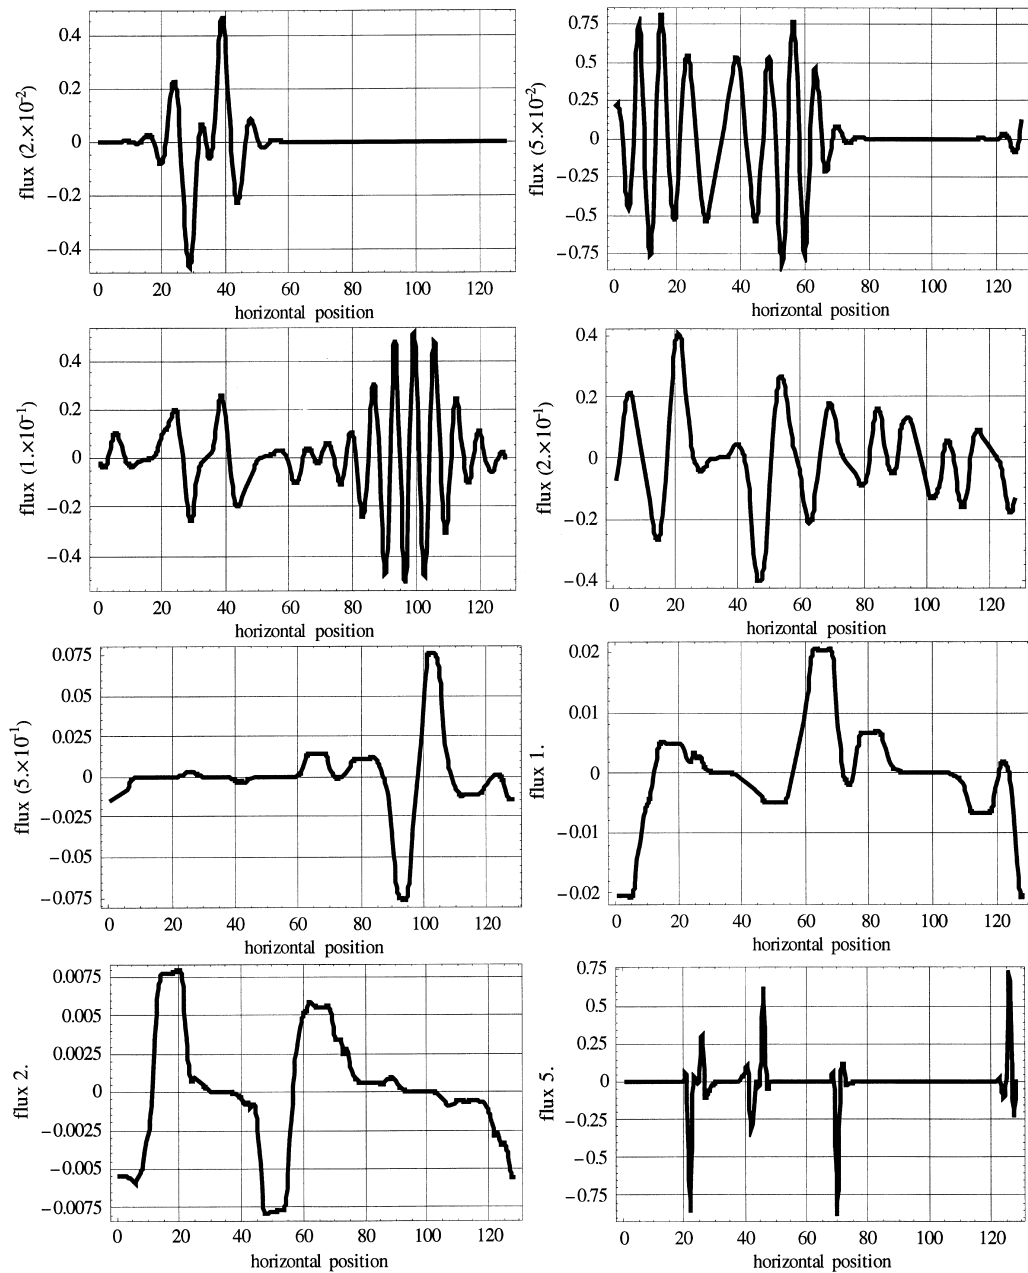 0.4
0.2
0
−0.2
−0.4
flux (2.×10⁻²)
0 20 40 60 80 100 120
horizontal position
0.75
0.5
0.25
0
−0.25
−0.5
−0.75
flux (5.×10⁻²)
0 20 40 60 80 100 120
horizontal position
0.4
0.2
0
−0.2
−0.4
flux (1.×10⁻¹)
0 20 40 60 80 100 120
horizontal position
0.4
0.2
0
−0.2
−0.4
flux (2.×10⁻¹)
0 20 40 60 80 100 120
horizontal position
0.075
0.05
0.025
0
−0.025
−0.05
−0.075
flux (5.×10⁻¹)
0 20 40 60 80 100 120
horizontal position
0.02
0.01
0
−0.01
−0.02
flux 1.
0 20 40 60 80 100 120
horizontal position
0.0075
0.005
0.0025
0
−0.0025
−0.005
−0.0075
flux 2.
0 20 40 60 80 100 120
horizontal position
0.75
0.5
0.25
0
−0.25
−0.5
−0.75
flux 5.
0 20 40 60 80 100 120
horizontal position